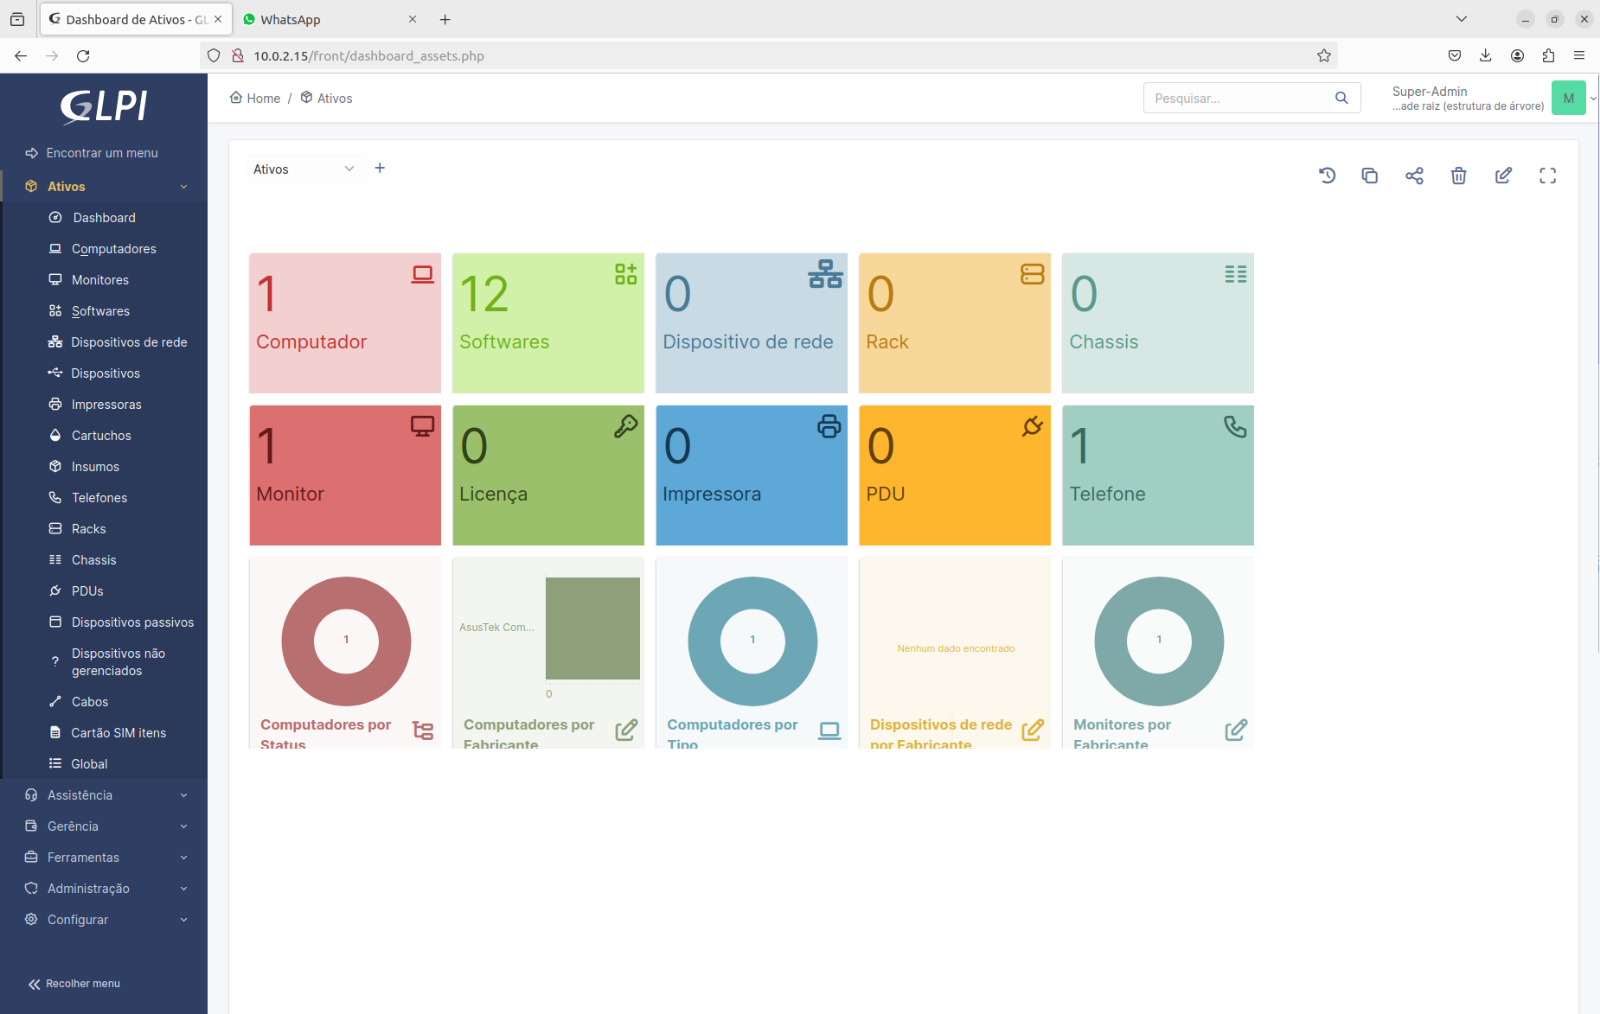 Dashboard de Ativos - GL
WhatsApp
10.0.2.15/front/dashboard_assets.php
GLPI
Home / Ativos
Pesquisar...
Super-Admin
...ade raiz (estrutura de árvore)
M
Encontrar um menu
Ativos
Dashboard
Computadores
Monitores
Softwares
Dispositivos de rede
Dispositivos
Impressoras
Cartuchos
Insumos
Telefones
Racks
Chassis
PDUs
Dispositivos passivos
Dispositivos não
gerenciados
Cabos
Cartão SIM itens
Global
Assistência
Gerência
Ferramentas
Administração
Configurar
Recolher menu
Ativos
1
Computador
12
Softwares
0
Dispositivo de rede
0
Rack
0
Chassis
1
Monitor
0
Licença
0
Impressora
0
PDU
1
Telefone
1
Computadores por
Status
AsusTek Com...
0
Computadores por
Fabricante
1
Computadores por
Tipo
Nenhum dado encontrado
Dispositivos de rede
por Fabricante
1
Monitores por
Fabricante